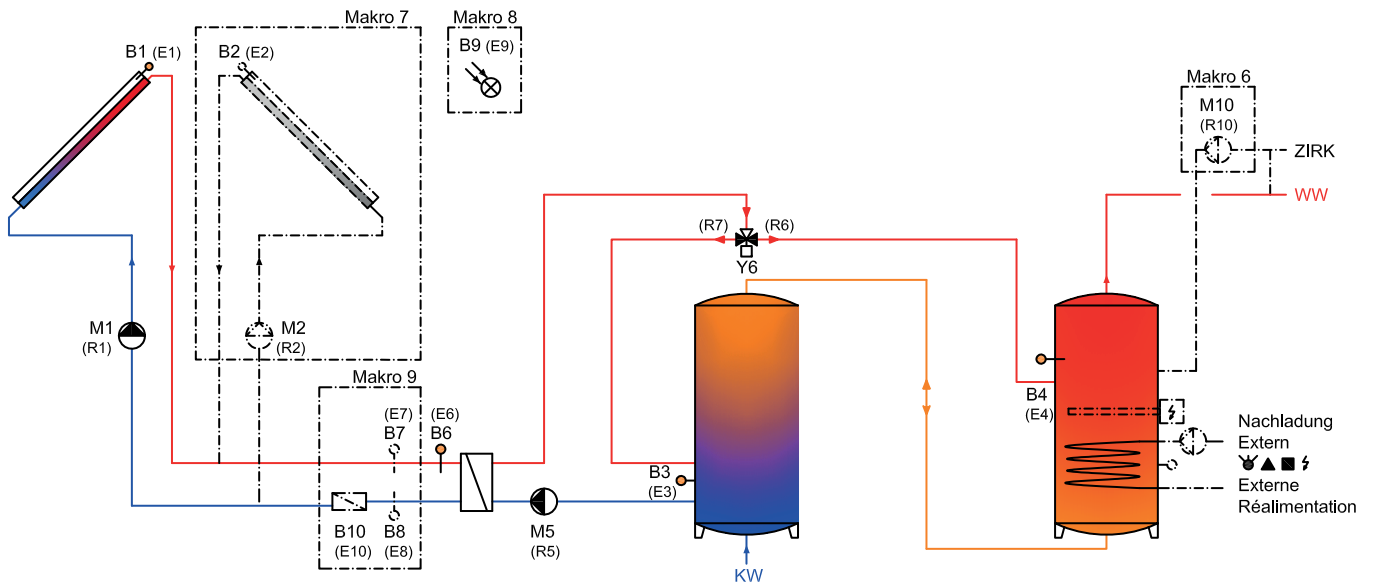 Makro 7
Makro 8
B1 (E1)
B2 (E2)
B9 (E9)
Makro 6
M10
(R10)
ZIRK
WW
(R7)
(R6)
Y6
M1
(R1)
M2
(R2)
Makro 9
(E7)
B7
(E6)
B6
B4
(E4)
Nachladung
Extern
Externe
Réalimentation
B3
(E3)
B10
(E10)
B8
(E8)
M5
(R5)
KW